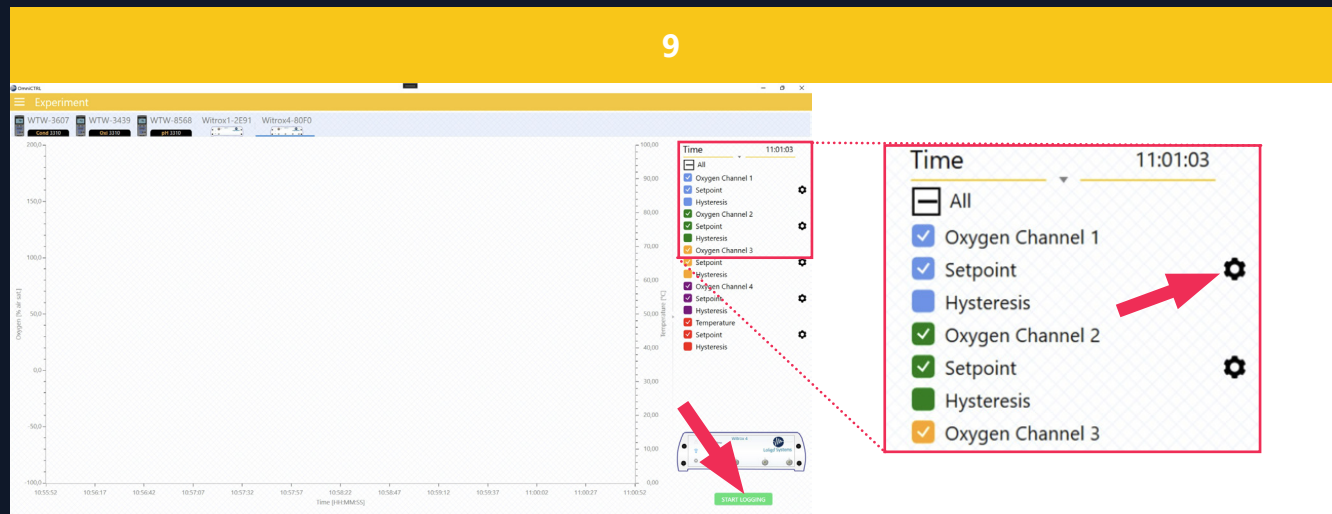 9
OmniCTRL
Experiment
WTW-3607 WTW-3439 WTW-8568 Witrox1-2E91 Witrox4-80F0
Cond 3310 Oxi 3310 pH 3310
200,0
150,0
100,0
50,0
0,0
-50,0
-100,0
Oxygen [% air sat.]
100,00
90,00
80,00
70,00
60,00
50,00
40,00
30,00
20,00
10,00
0,00
Temperature [°C]
10:55:52 10:56:17 10:56:42 10:57:07 10:57:32 10:57:57 10:58:22 10:58:47 10:59:12 10:59:37 11:00:02 11:00:27 11:00:52
Time [HH:MM:SS]
Time 11:01:03
All
Oxygen Channel 1
Setpoint
Hysteresis
Oxygen Channel 2
Setpoint
Hysteresis
Oxygen Channel 3
Setpoint
Hysteresis
Oxygen Channel 4
Setpoint
Hysteresis
Temperature
Setpoint
Hysteresis
Witrox 4
Loligo Systems
START LOGGING
Time 11:01:03
All
Oxygen Channel 1
Setpoint
Hysteresis
Oxygen Channel 2
Setpoint
Hysteresis
Oxygen Channel 3